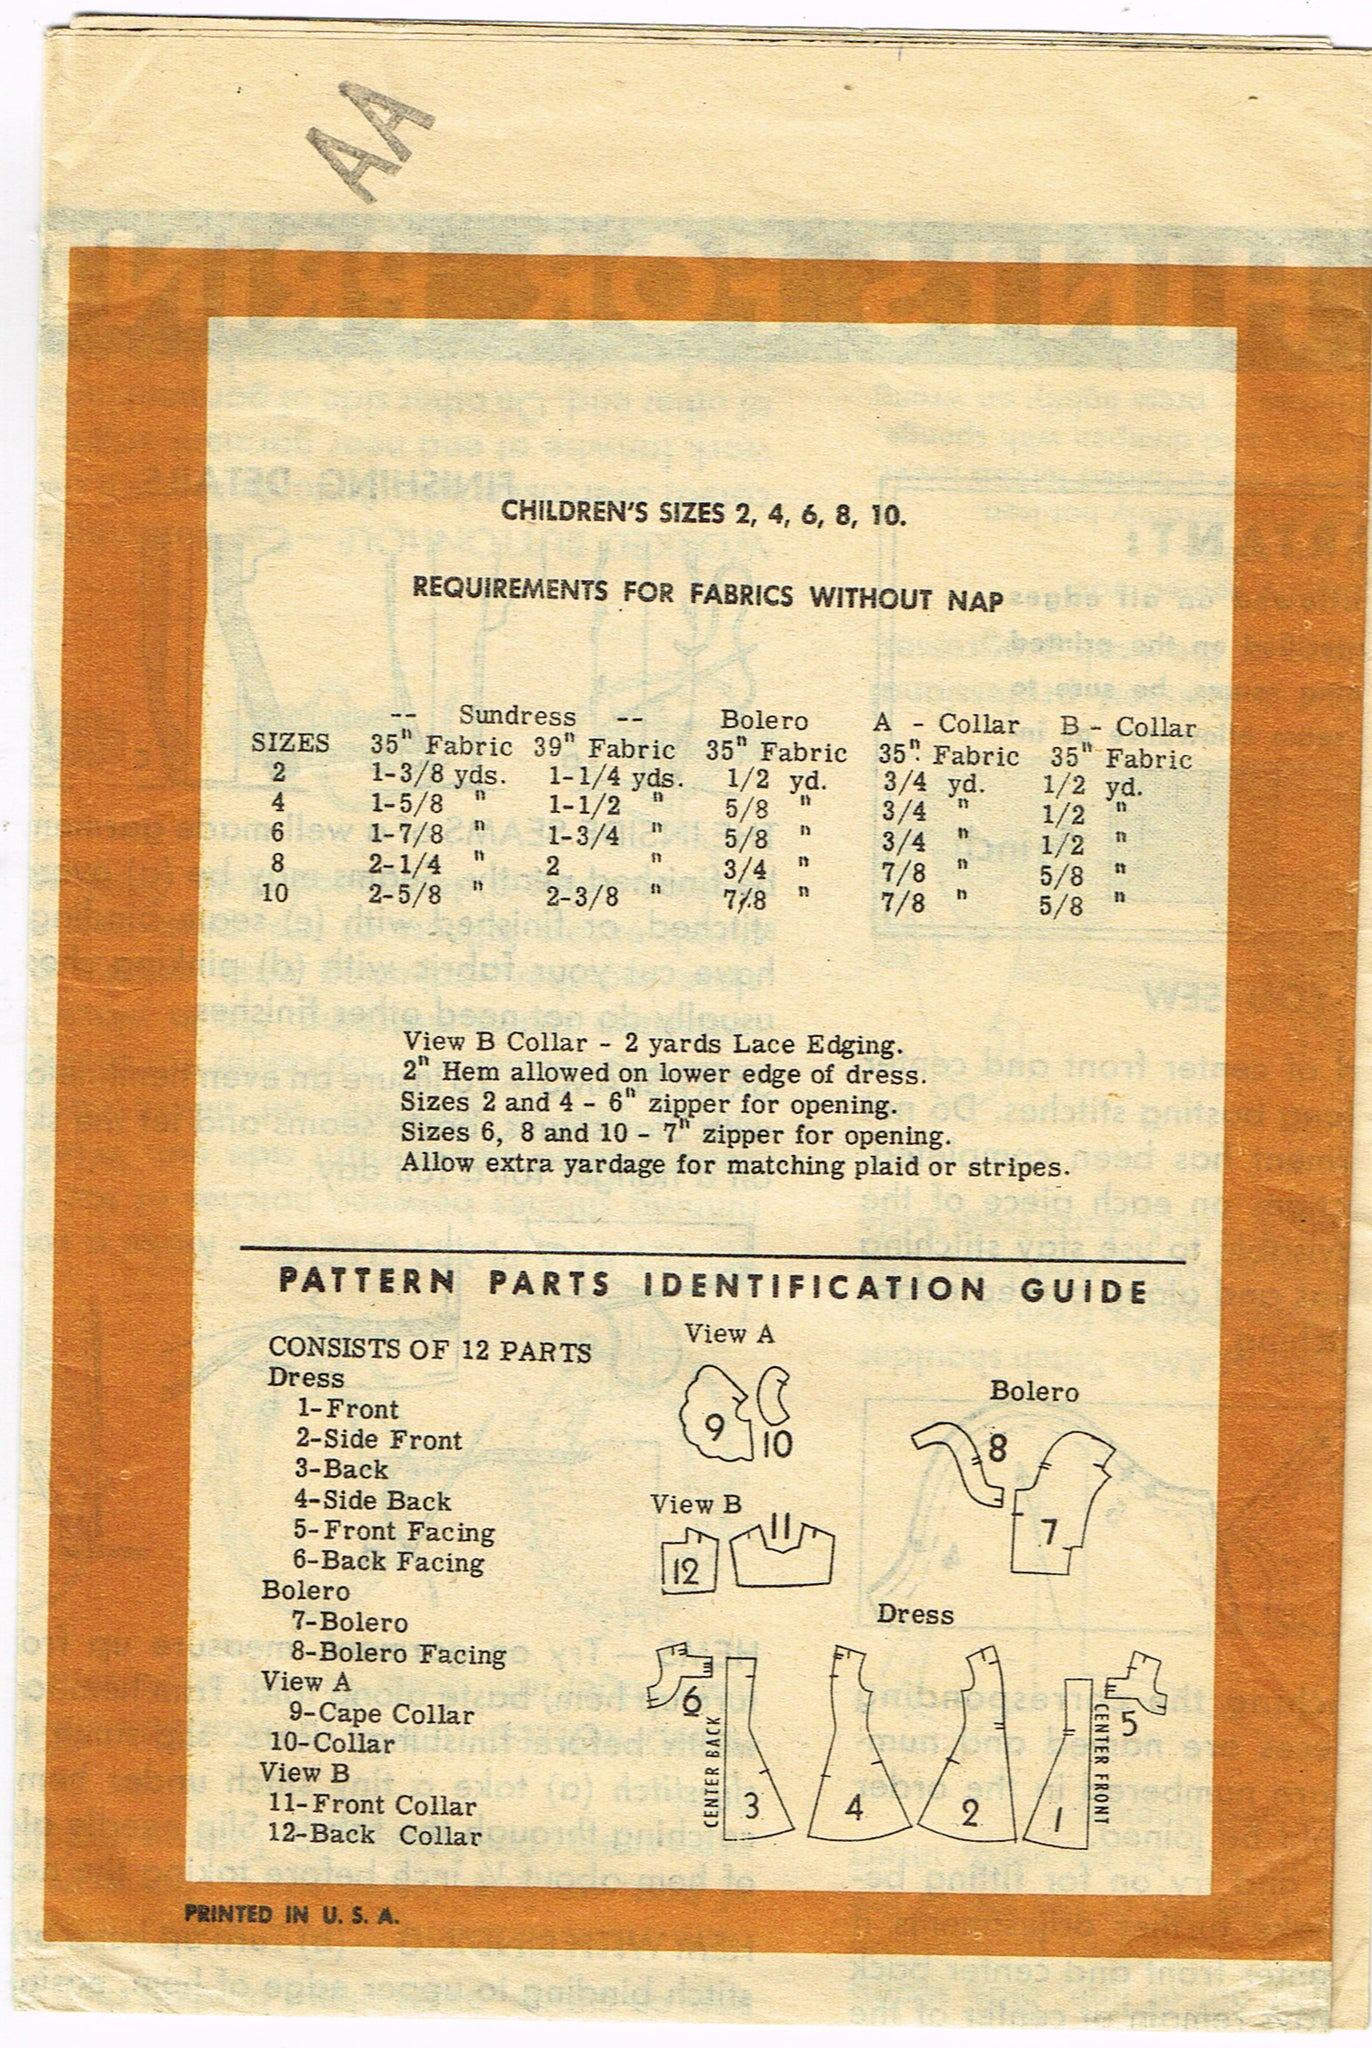 AA
CHILDREN'S SIZES 2, 4, 6, 8, 10.
REQUIREMENTS FOR FABRICS WITHOUT NAP
-- Sundress -- Bolero A - Collar B - Collar
SIZES 35" Fabric 39" Fabric 35" Fabric 35" Fabric 35" Fabric
2 1-3/8 yds. 1-1/4 yds. 1/2 yd. 3/4 yd. 1/2 yd.
4 1-5/8 " 1-1/2 " 5/8 " 3/4 " 1/2 "
6 1-7/8 " 1-3/4 " 5/8 " 3/4 " 1/2 "
8 2-1/4 " 2 " 3/4 " 7/8 " 5/8 "
10 2-5/8 " 2-3/8 " 7/8 " 7/8 " 5/8 "
View B Collar - 2 yards Lace Edging.
2" Hem allowed on lower edge of dress.
Sizes 2 and 4 - 6" zipper for opening.
Sizes 6, 8 and 10 - 7" zipper for opening.
Allow extra yardage for matching plaid or stripes.
PATTERN PARTS IDENTIFICATION GUIDE
CONSISTS OF 12 PARTS
Dress
1-Front
2-Side Front
3-Back
4-Side Back
5-Front Facing
6-Back Facing
Bolero
7-Bolero
8-Bolero Facing
View A
9-Cape Collar
10-Collar
View B
11-Front Collar
12-Back Collar
View A
9 10
Bolero
8
7
View B
11
12
Dress
6
CENTER BACK
3
4
2
1
CENTER FRONT
5
PRINTED IN U. S. A.